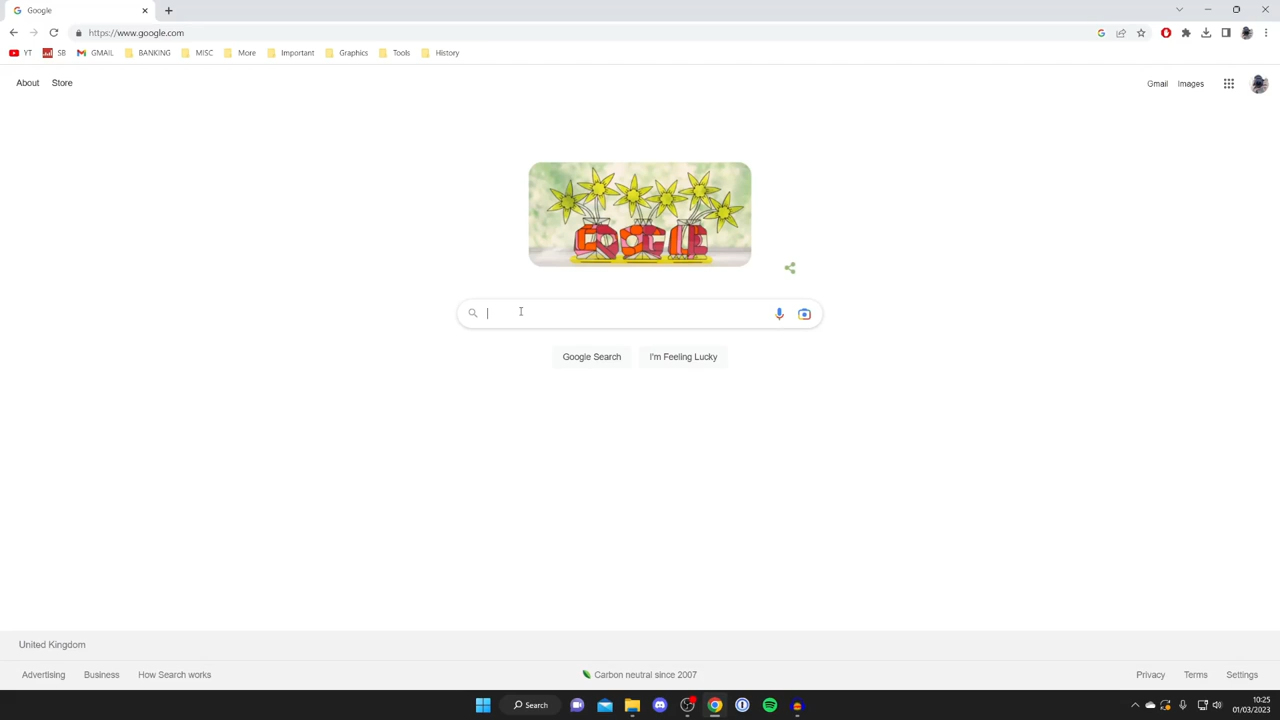 Google
https://www.google.com
YT SB GMAIL BANKING MISC More Important Graphics Tools History
About Store
Gmail Images
GOOGLE
Google Search I'm Feeling Lucky
United Kingdom
Advertising Business How Search works
Carbon neutral since 2007
Privacy Terms Settings
Search
10:25
01/03/2023